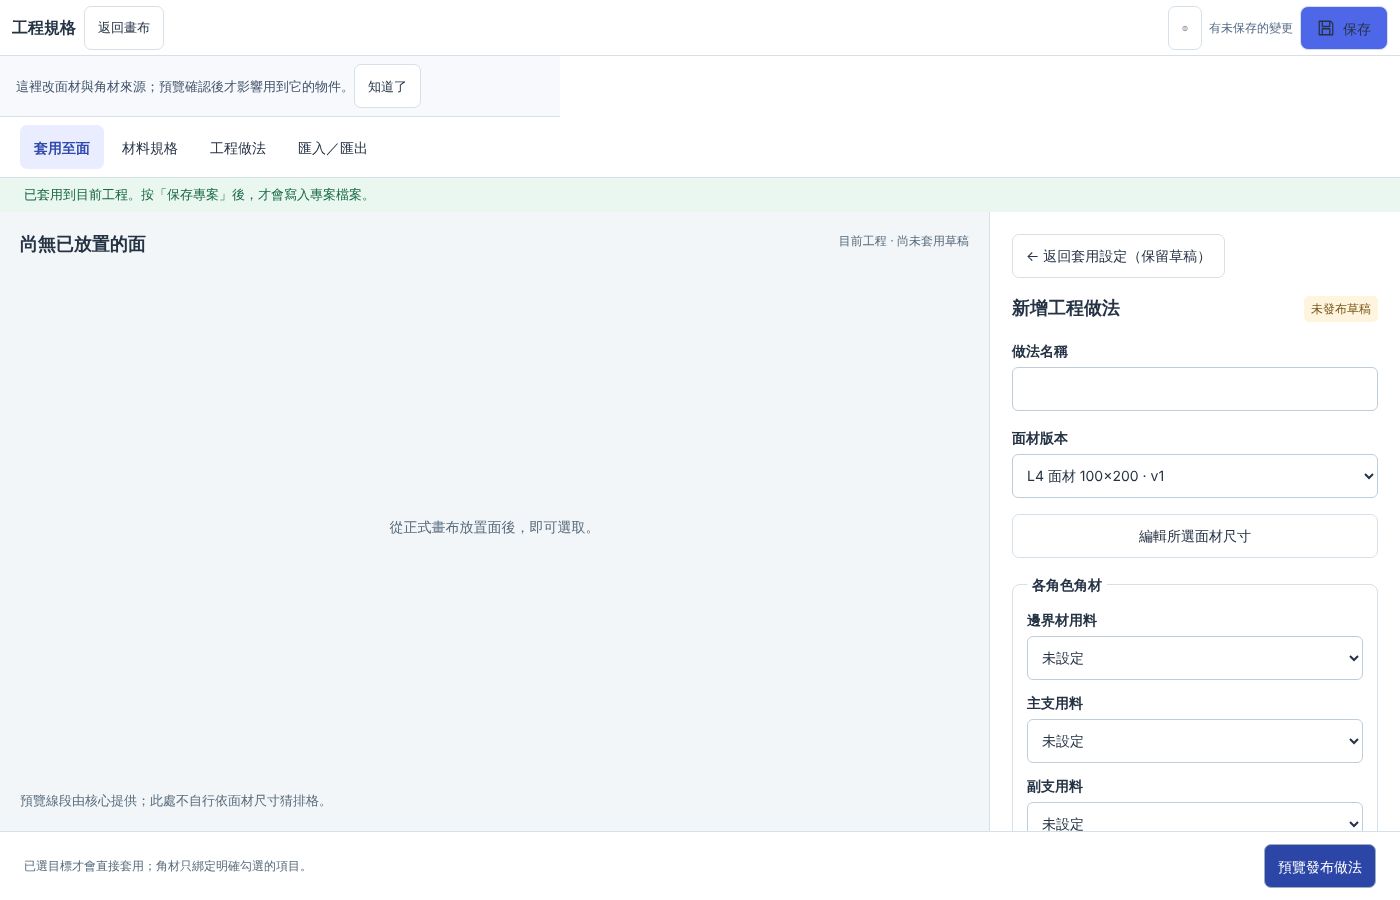 工程規格
返回畫布
有未保存的變更
保存
這裡改面材與角材來源；預覽確認後才影響用到它的物件。
知道了
套用至面
材料規格
工程做法
匯入／匯出
已套用到目前工程。按「保存專案」後，才會寫入專案檔案。
尚無已放置的面
目前工程 · 尚未套用草稿
從正式畫布放置面後，即可選取。
預覽線段由核心提供；此處不自行依面材尺寸猜排格。
← 返回套用設定（保留草稿）
新增工程做法
未發布草稿
做法名稱
面材版本
L4 面材 100×200 · v1
編輯所選面材尺寸
各角色角材
邊界材用料
未設定
主支用料
未設定
副支用料
未設定
已選目標才會直接套用；角材只綁定明確勾選的項目。
預覽發布做法